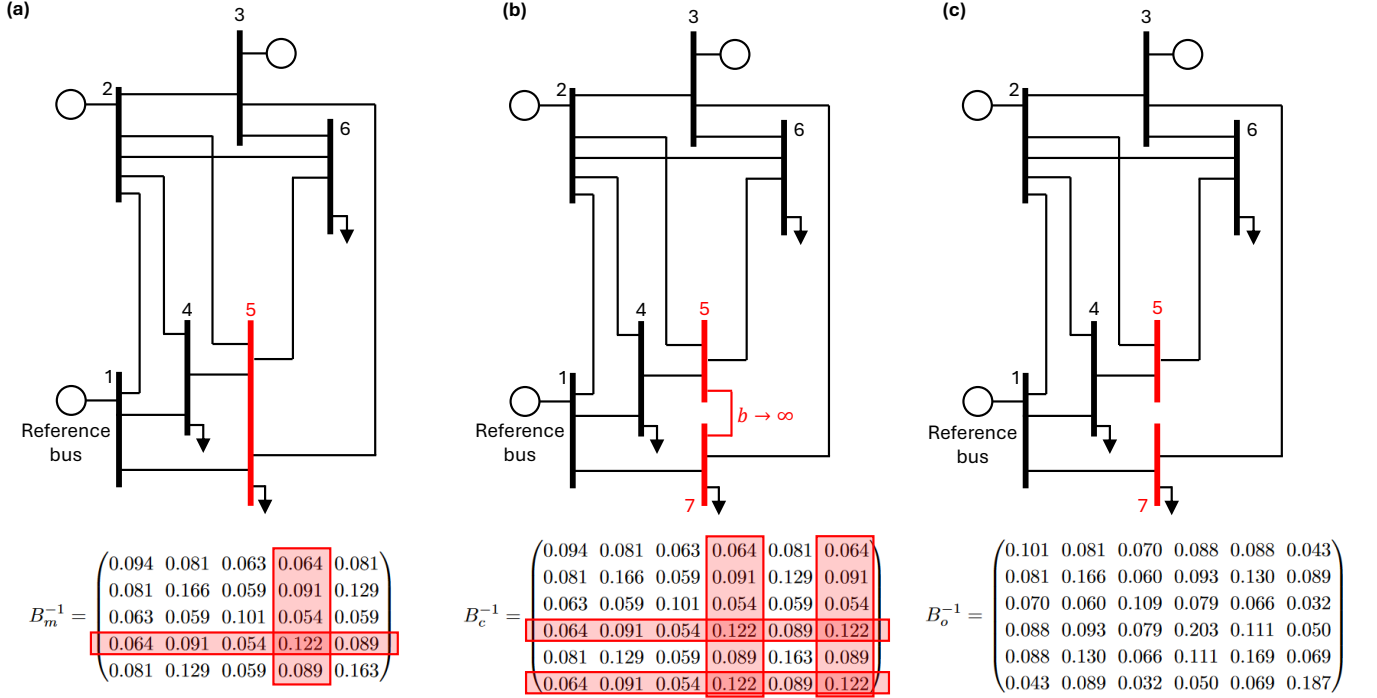 (a)
3
2
6
4
5
1
Reference
bus
B_m^{-1} =
0.094 0.081 0.063 0.064 0.081
0.081 0.166 0.059 0.091 0.129
0.063 0.059 0.101 0.054 0.059
0.064 0.091 0.054 0.122 0.089
0.081 0.129 0.059 0.089 0.163
(b)
3
2
6
4
5
1
b → ∞
Reference
bus
7
B_c^{-1} =
0.094 0.081 0.063 0.064 0.081 0.064
0.081 0.166 0.059 0.091 0.129 0.091
0.063 0.059 0.101 0.054 0.059 0.054
0.064 0.091 0.054 0.122 0.089 0.122
0.081 0.129 0.059 0.089 0.163 0.089
0.064 0.091 0.054 0.122 0.089 0.122
(c)
3
2
6
4
5
1
Reference
bus
7
B_o^{-1} =
0.101 0.081 0.070 0.088 0.088 0.043
0.081 0.166 0.060 0.093 0.130 0.089
0.070 0.060 0.109 0.079 0.066 0.032
0.088 0.093 0.079 0.203 0.111 0.050
0.088 0.130 0.066 0.111 0.169 0.069
0.043 0.089 0.032 0.050 0.069 0.187